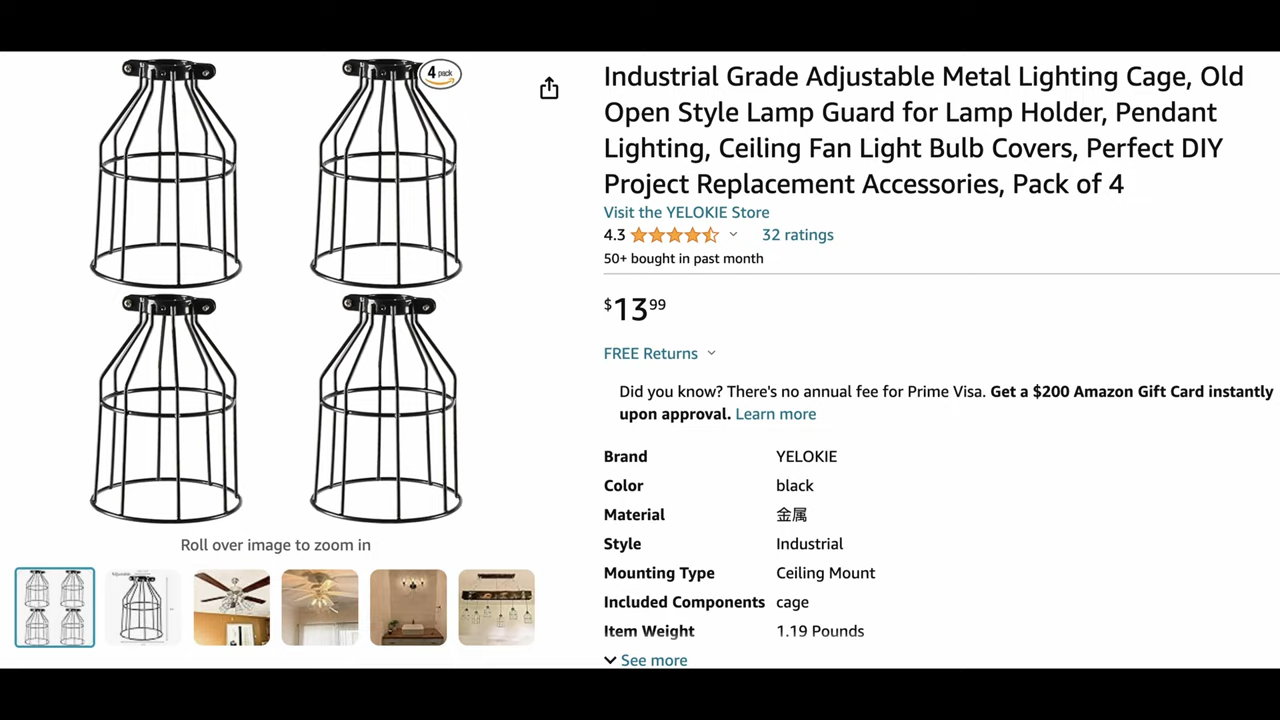 4 pack
Industrial Grade Adjustable Metal Lighting Cage, Old
Open Style Lamp Guard for Lamp Holder, Pendant
Lighting, Ceiling Fan Light Bulb Covers, Perfect DIY
Project Replacement Accessories, Pack of 4
Visit the YELOKIE Store
4.3 32 ratings
50+ bought in past month
$13 99
FREE Returns
Did you know? There's no annual fee for Prime Visa. Get a $200 Amazon Gift Card instantly
upon approval. Learn more
Brand YELOKIE
Color black
Material 金属
Style Industrial
Mounting Type Ceiling Mount
Included Components cage
Item Weight 1.19 Pounds
See more
Roll over image to zoom in